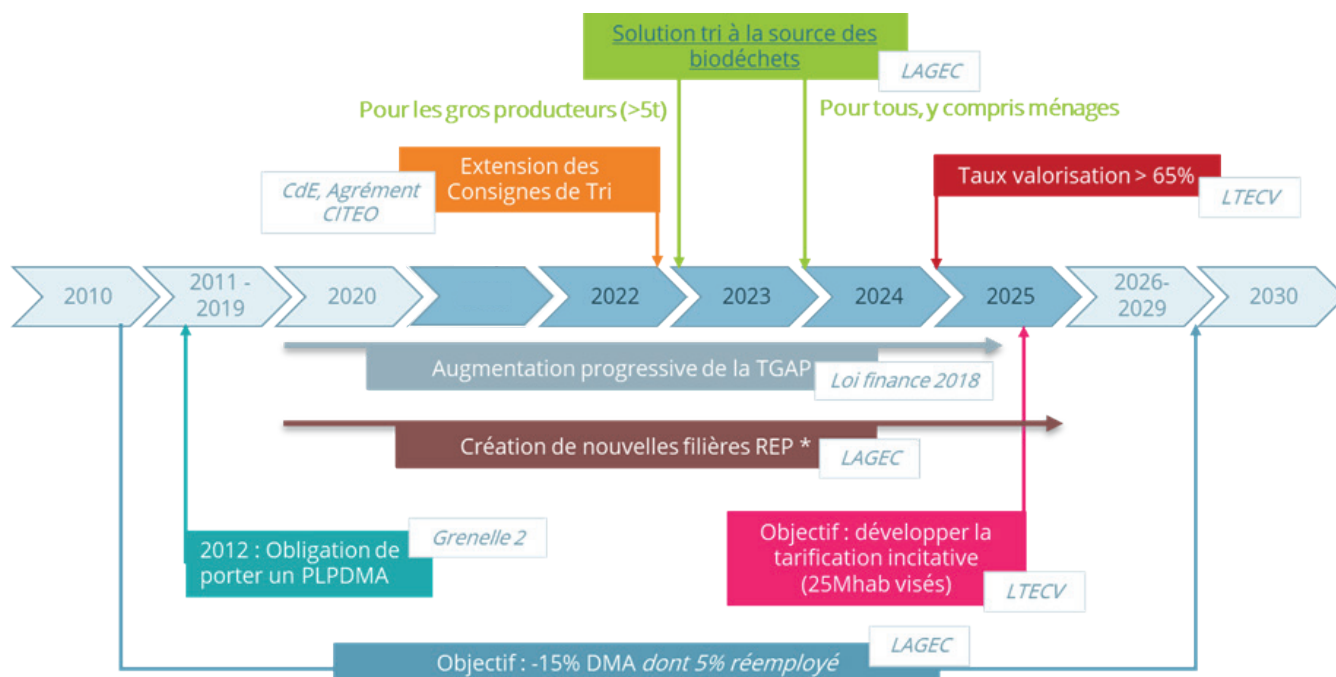 Solution tri à la source des
biodéchets
LAGEC
Pour les gros producteurs (>5t)
Pour tous, y compris ménages
Extension des
Consignes de Tri
CdE, Agrément
CITEO
Taux valorisation > 65%
LTECV
2010
2011 -
2019
2020
2022
2023
2024
2025
2026-
2029
2030
Augmentation progressive de la TGAP
Loi finance 2018
Création de nouvelles filières REP *
LAGEC
2012 : Obligation de
porter un PLPDMA
Grenelle 2
Objectif : développer la
tarification incitative
(25Mhab visés)
LTECV
Objectif : -15% DMA dont 5% réemployé
LAGEC